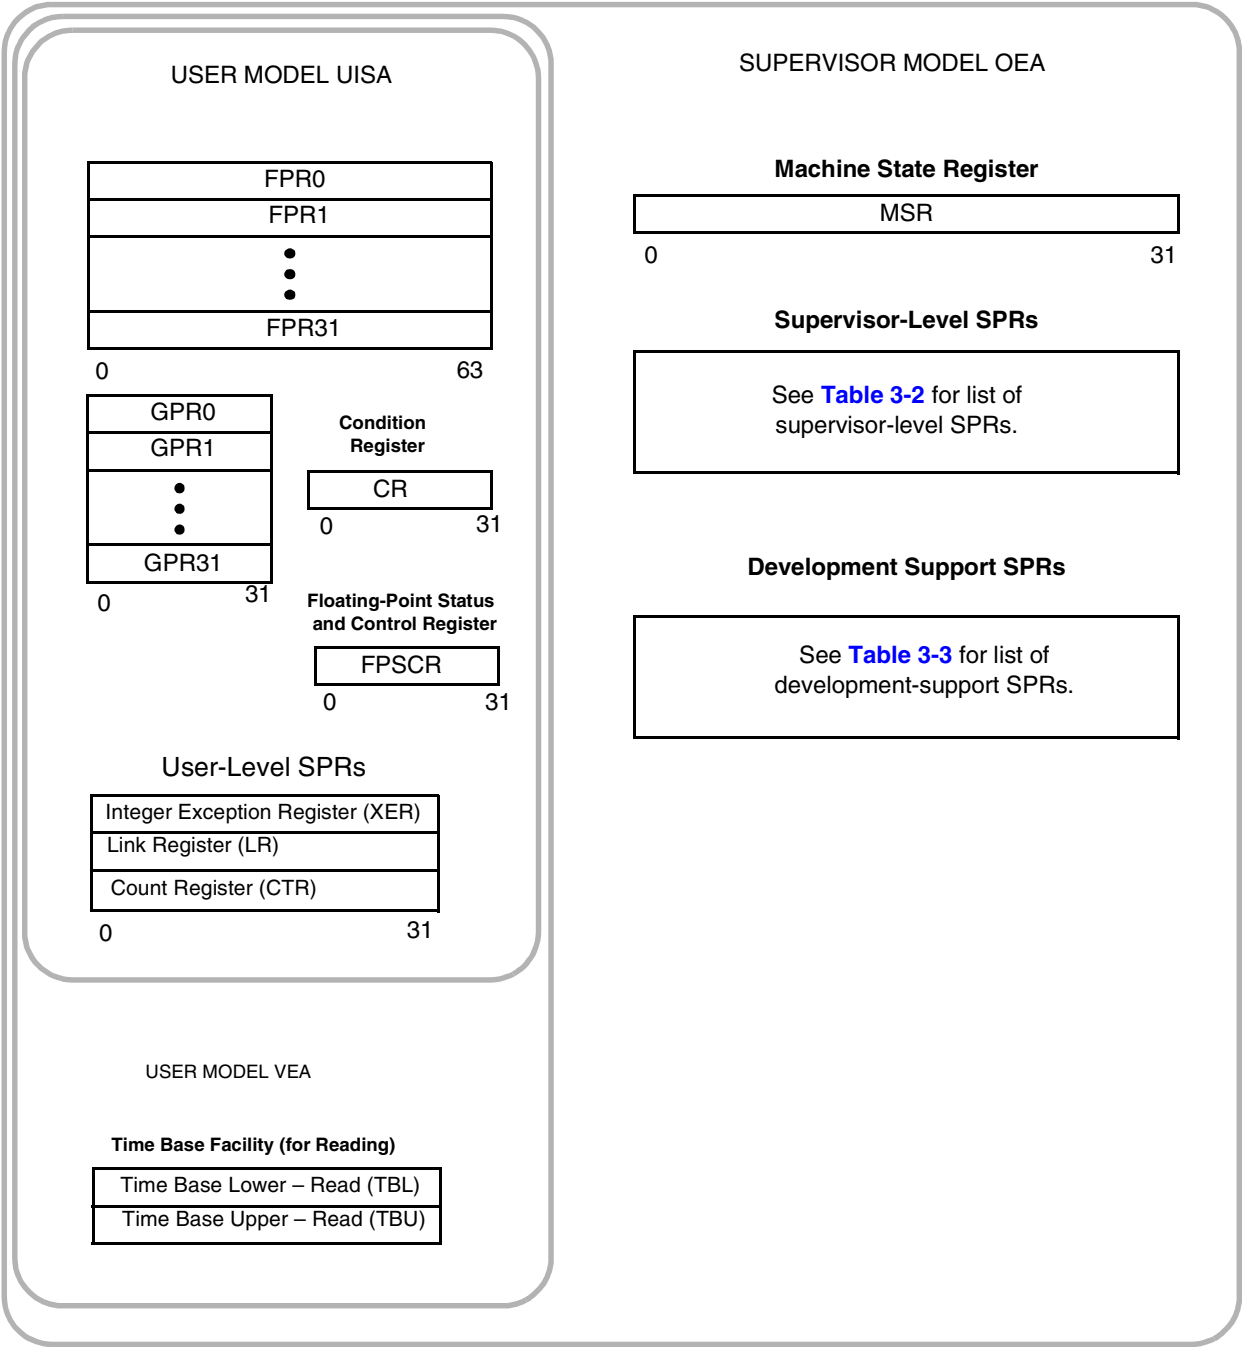 USER MODEL UISA
FPR0
FPR1
FPR31
0 63
GPR0
GPR1
GPR31
0 31
Condition
Register
CR
0 31
Floating-Point Status
and Control Register
FPSCR
0 31
User-Level SPRs
Integer Exception Register (XER)
Link Register (LR)
Count Register (CTR)
0 31
USER MODEL VEA
Time Base Facility (for Reading)
Time Base Lower – Read (TBL)
Time Base Upper – Read (TBU)
SUPERVISOR MODEL OEA
Machine State Register
MSR
0 31
Supervisor-Level SPRs
See Table 3-2 for list of
supervisor-level SPRs.
Development Support SPRs
See Table 3-3 for list of
development-support SPRs.